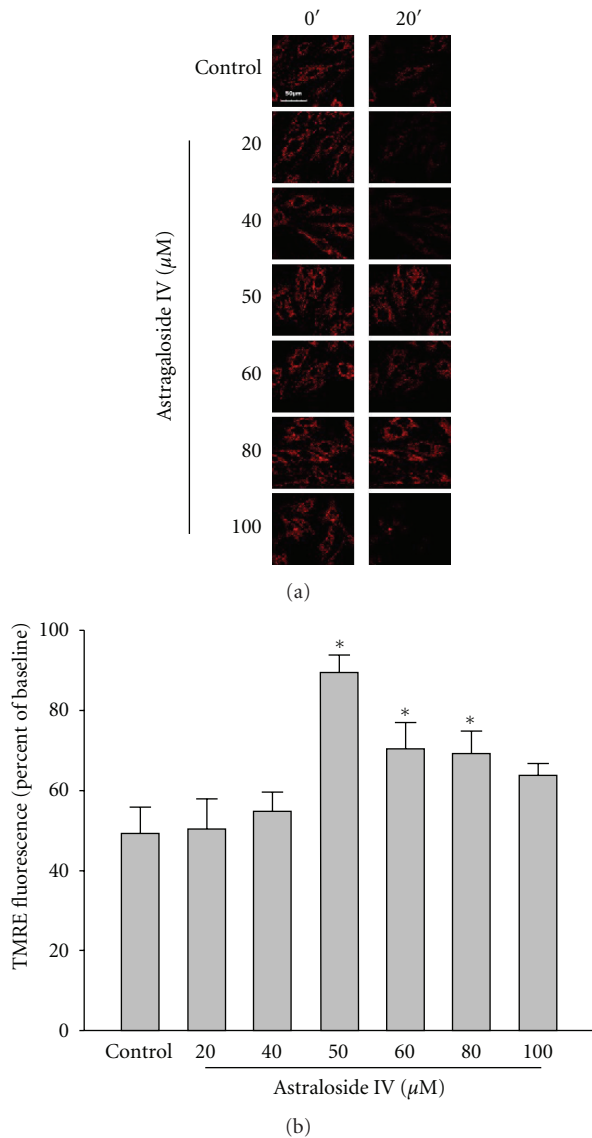 0′ 20′
Control
50μm
20
40
50
60
80
100
Astragaloside IV (μM)
(a)
100
80
60
40
20
0
TMRE fluorescence (percent of baseline)
* * *
Control 20 40 50 60 80 100
Astraloside IV (μM)
(b)